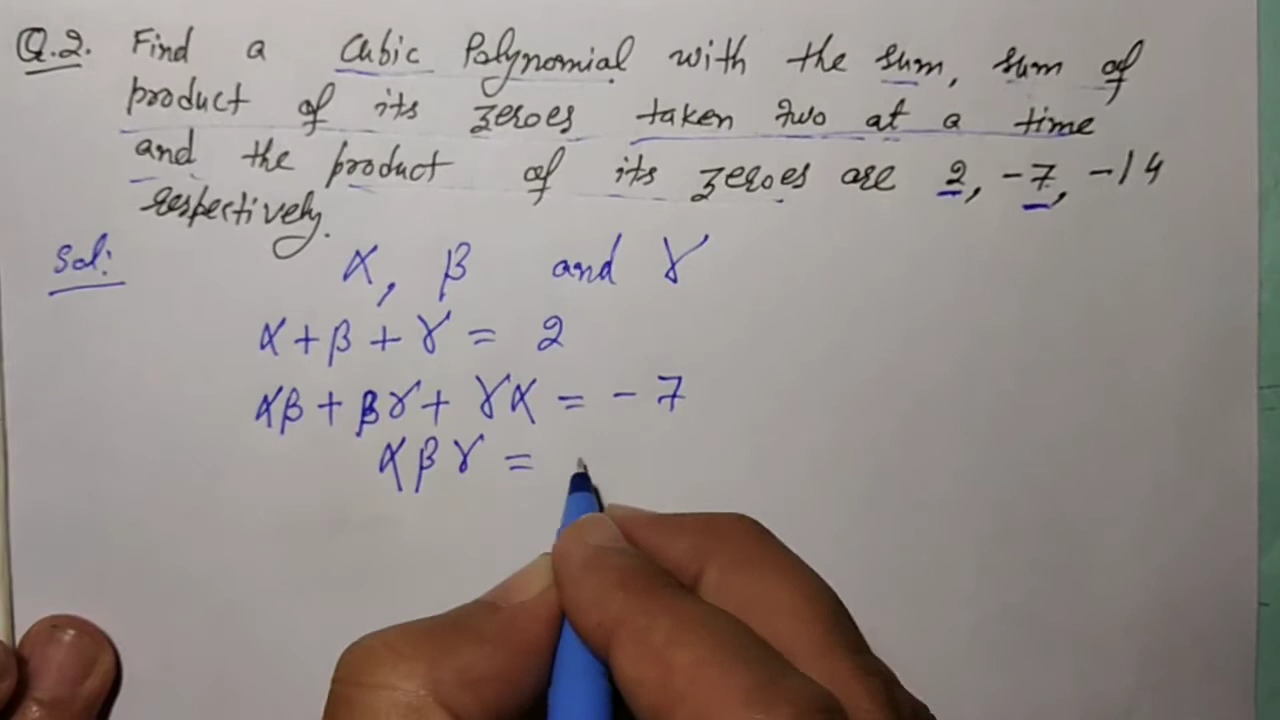 Q.2. Find a Cubic Polynomial with the sum, sum of
product of its zeroes taken two at a time
and the product of its zeroes are 2, -7, -14
respectively.
Sol:
α, β and γ
α + β + γ = 2
αβ + βγ + γα = -7
αβγ =